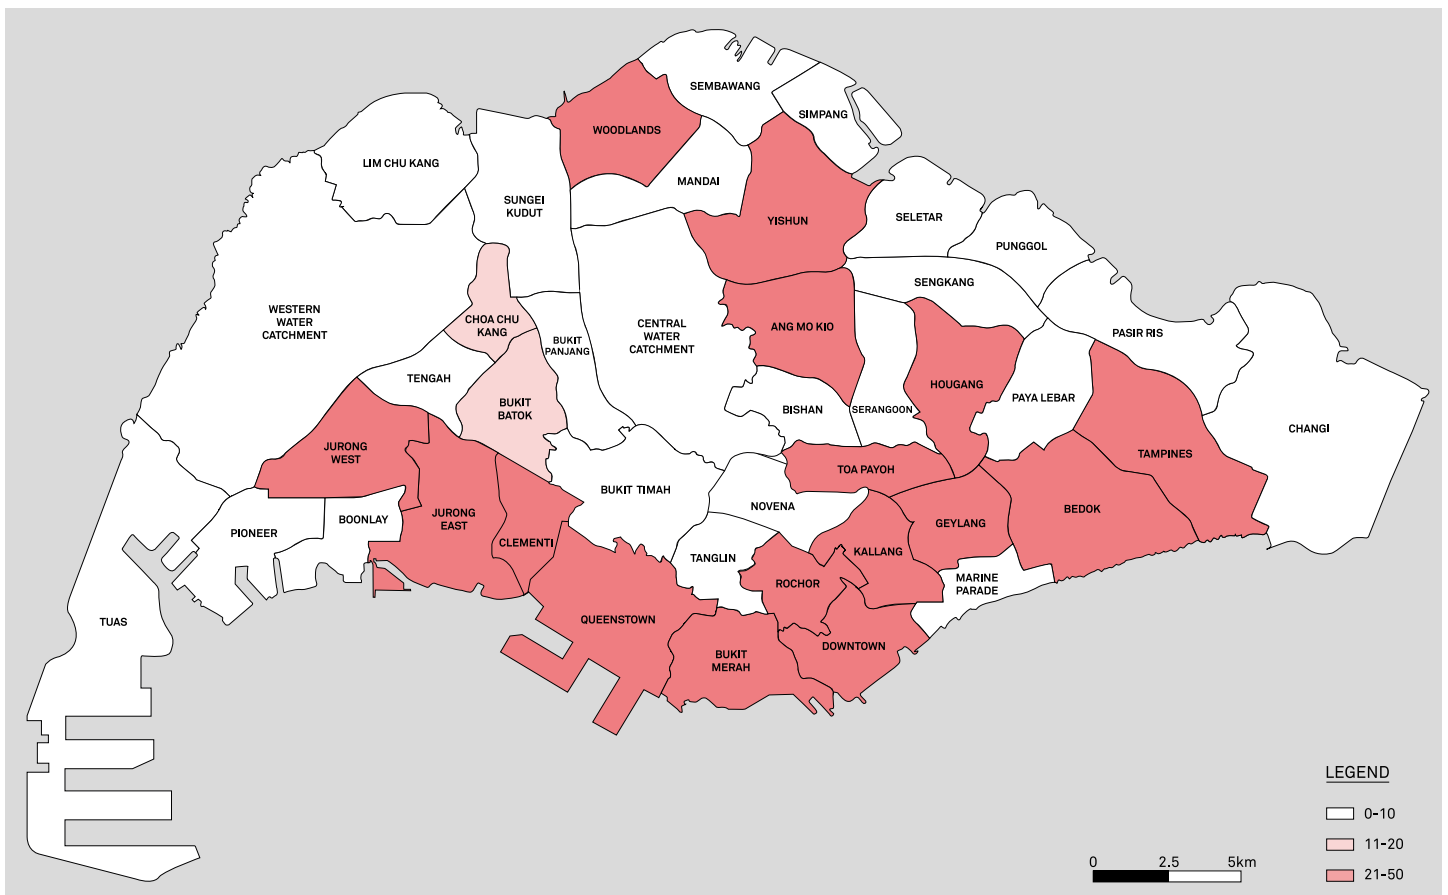 SEMBAWANG
SIMPANG
WOODLANDS
LIM CHU KANG
MANDAI
SUNGEI
KUDUT
YISHUN
SELETAR
PUNGGOL
SENGKANG
WESTERN
WATER
CATCHMENT
CHOA CHU
KANG
CENTRAL
WATER
CATCHMENT
ANG MO KIO
PASIR RIS
BUKIT
PANJANG
TENGAH
HOUGANG
PAYA LEBAR
BUKIT
BATOK
BISHAN
SERANGOON
CHANGI
JURONG
WEST
TAMPINES
TOA PAYOH
BUKIT TIMAH
NOVENA
BEDOK
BOONLAY
JURONG
EAST
GEYLANG
PIONEER
CLEMENTI
KALLANG
TANGLIN
ROCHOR
MARINE
PARADE
TUAS
QUEENSTOWN
DOWNTOWN
BUKIT
MERAH
LEGEND
0-10
11-20
21-50
0 2.5 5km